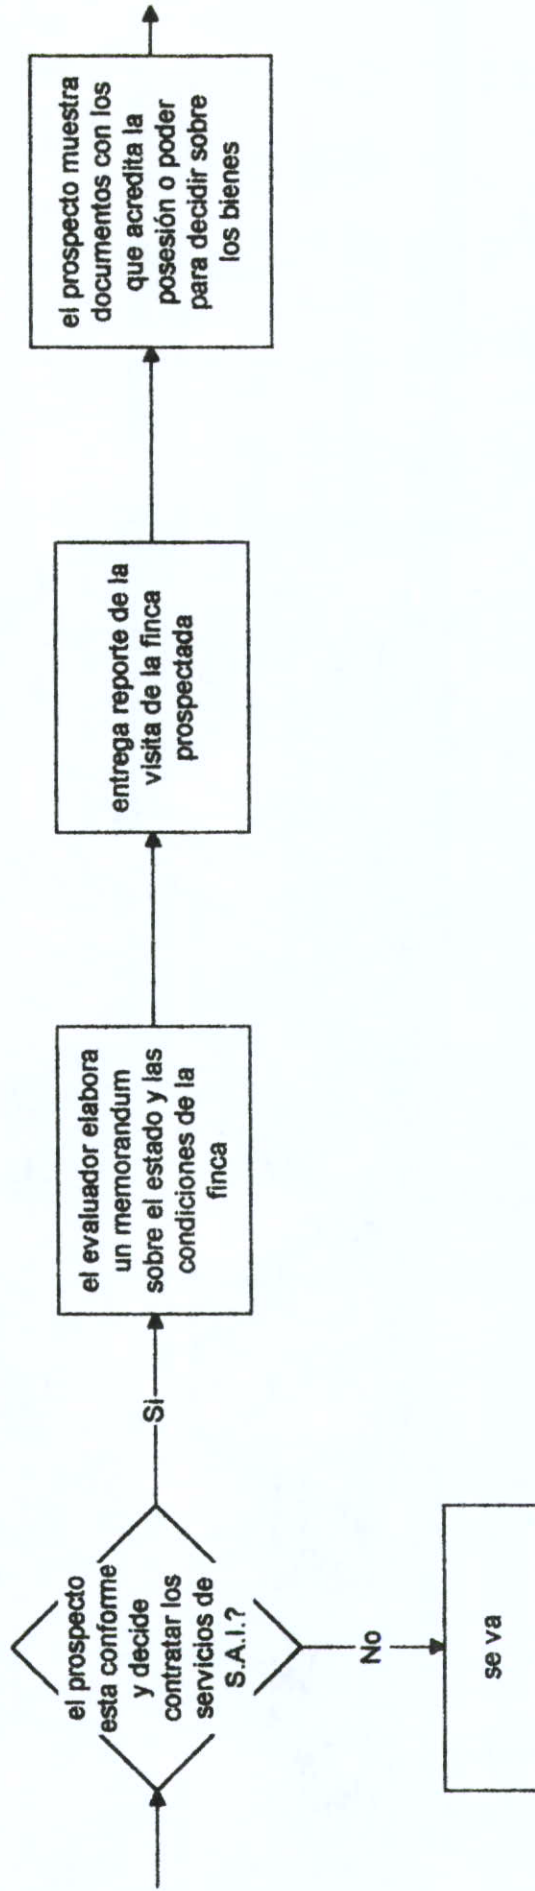 el prospecto
esta conforme
y decide
contratar los
servicios de
S.A.I.?
Si
No
se va
el evaluador elabora
un memorandum
sobre el estado y las
condiciones de la
finca
entrega reporte de la
visita de la finca
prospectada
el prospecto muestra
documentos con los
que acredita la
posesión o poder
para decidir sobre
los bienes